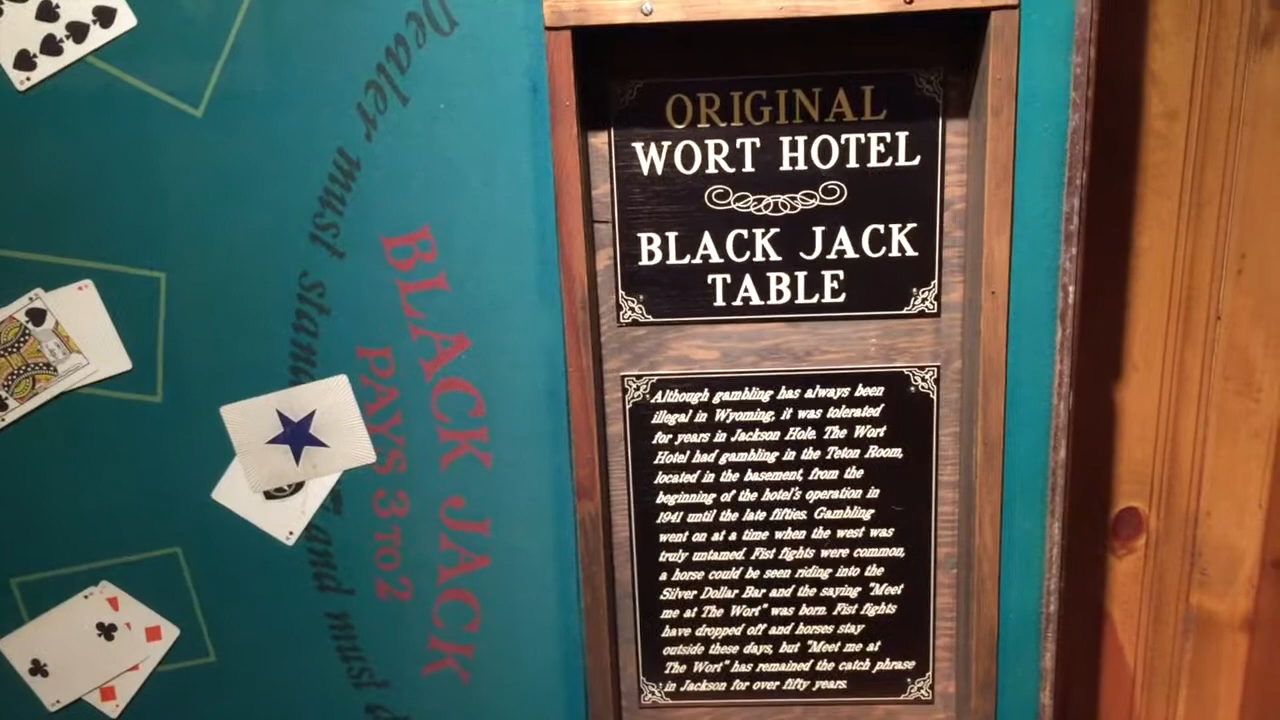 ORIGINAL
WORT HOTEL
BLACK JACK
TABLE
Although gambling has always been
illegal in Wyoming, it was tolerated
for years in Jackson Hole. The Wort
Hotel had gambling in the Teton Room,
located in the basement, from the
beginning of the hotel's operation in
1941 until the late fifties. Gambling
went on at a time when the west was
truly untamed. Fist fights were common,
a horse could be seen riding into the
Silver Dollar Bar and the saying "Meet
me at The Wort" was born. Fist fights
have dropped off and horses stay
outside these days, but "Meet me at
The Wort" has remained the catch phrase
in Jackson for over fifty years.
BLACK JACK
PAYS 3 TO 2
Dealer must stand and must